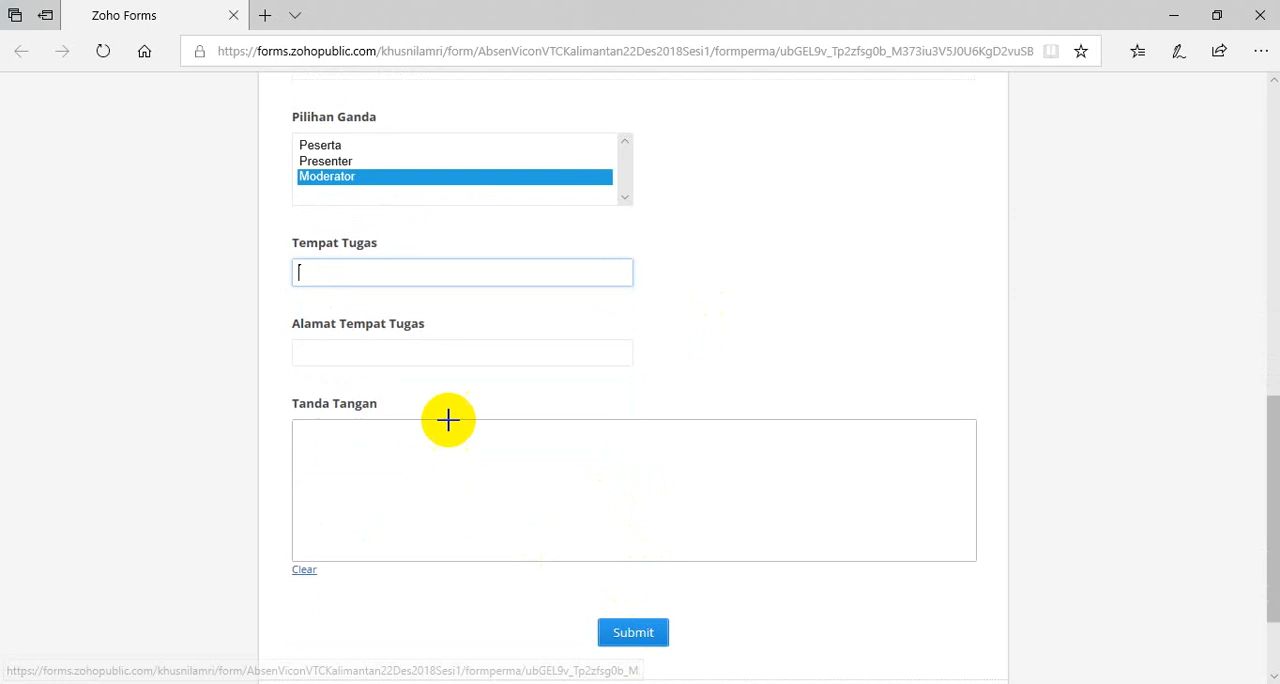 Zoho Forms
https://forms.zohopublic.com/khusnilamri/form/AbsenViconVTCKalimantan22Des2018Sesi1/formperma/ubGEL9v_Tp2zfsg0b_M373iu3V5J0U6KgD2vuSB
Pilihan Ganda
Peserta
Presenter
Moderator
Tempat Tugas
Alamat Tempat Tugas
Tanda Tangan
Clear
Submit
https://forms.zohopublic.com/khusnilamri/form/AbsenViconVTCKalimantan22Des2018Sesi1/formperma/ubGEL9v_Tp2zfsg0b_M